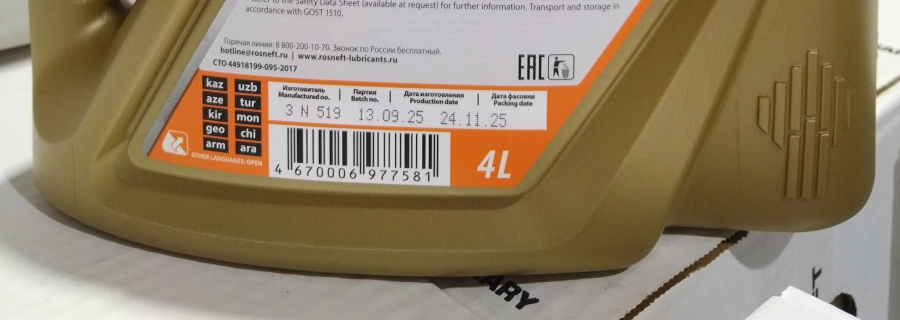 to the Safety Data Sheet (available at request) for further information. Transport and storage in
accordance with GOST 1510.
Горячая линия: 8 800-200-10-70. Звонок по России бесплатный.
hotline@rosneft.ru | www.rosneft-lubricants.ru
СТО 44918199-095-2017
EAC
kaz uzb
aze tur
kir mon
geo chi
arm ara
OTHER LANGUAGES: OPEN
Изготовитель | Партия | Дата изготовления | Дата фасовки
Manufactured no. | Batch no. | Production date | Packing date
3 N 519 13.09.25 24.11.25
4 670006 977581
4L
ARY